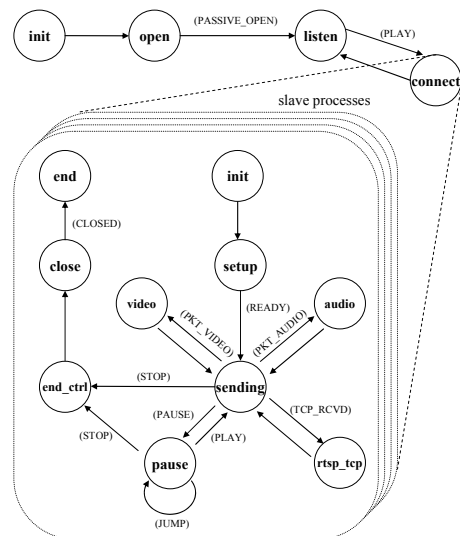 init
open
(PASSIVE_OPEN)
listen
(PLAY)
connect
slave processes
end
init
(CLOSED)
close
setup
(READY)
video
audio
(PKT_VIDEO)
(PKT_AUDIO)
end_ctrl
(STOP)
sending
(PAUSE)
(PLAY)
(TCP_RCVD)
(STOP)
pause
rtsp_tcp
(JUMP)